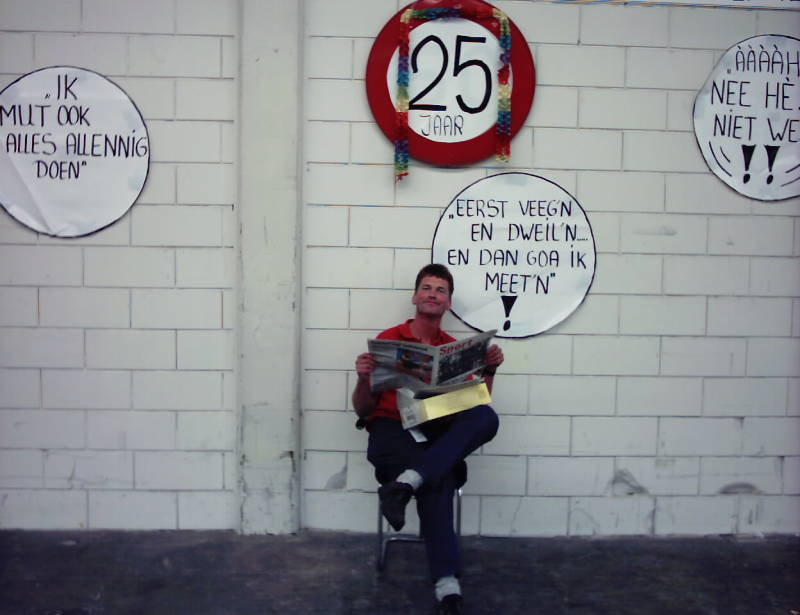 „IK
MUT OOK
ALLES ALLENNIG
DOEN"
25
JAAR
„EERST VEEG'N
EN DWEIL'N.....
EN DAN GOA IK
MEET'N"
!
„ÀÀÀÀH
NEE HÈ.
NIET WE
!!
Sport